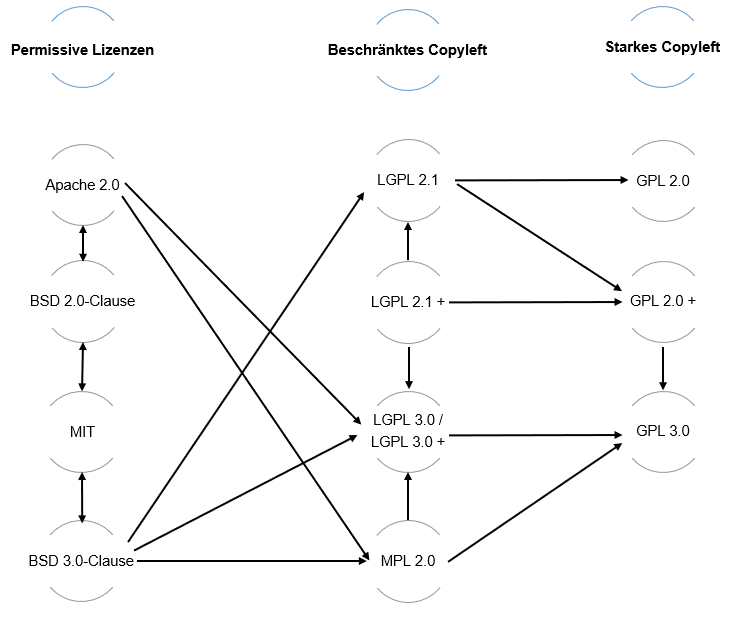 Permissive Lizenzen
Beschränktes Copyleft
Starkes Copyleft
Apache 2.0
LGPL 2.1
GPL 2.0
BSD 2.0-Clause
LGPL 2.1 +
GPL 2.0 +
MIT
LGPL 3.0 /
LGPL 3.0 +
GPL 3.0
BSD 3.0-Clause
MPL 2.0